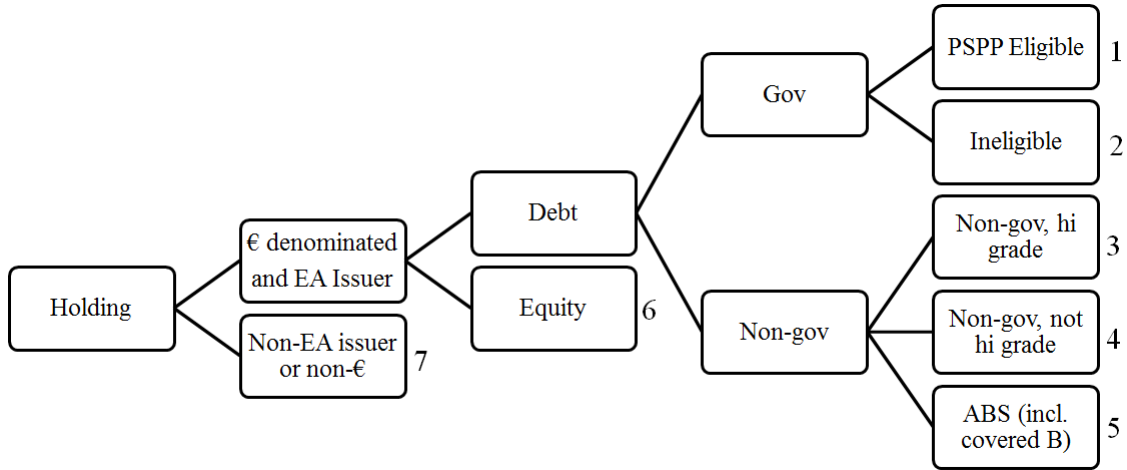 Holding
€ denominated
and EA Issuer
Non-EA issuer
or non-€
7
Debt
Equity
6
Gov
Non-gov
PSPP Eligible
1
Ineligible
2
Non-gov, hi
grade
3
Non-gov, not
hi grade
4
ABS (incl.
covered B)
5